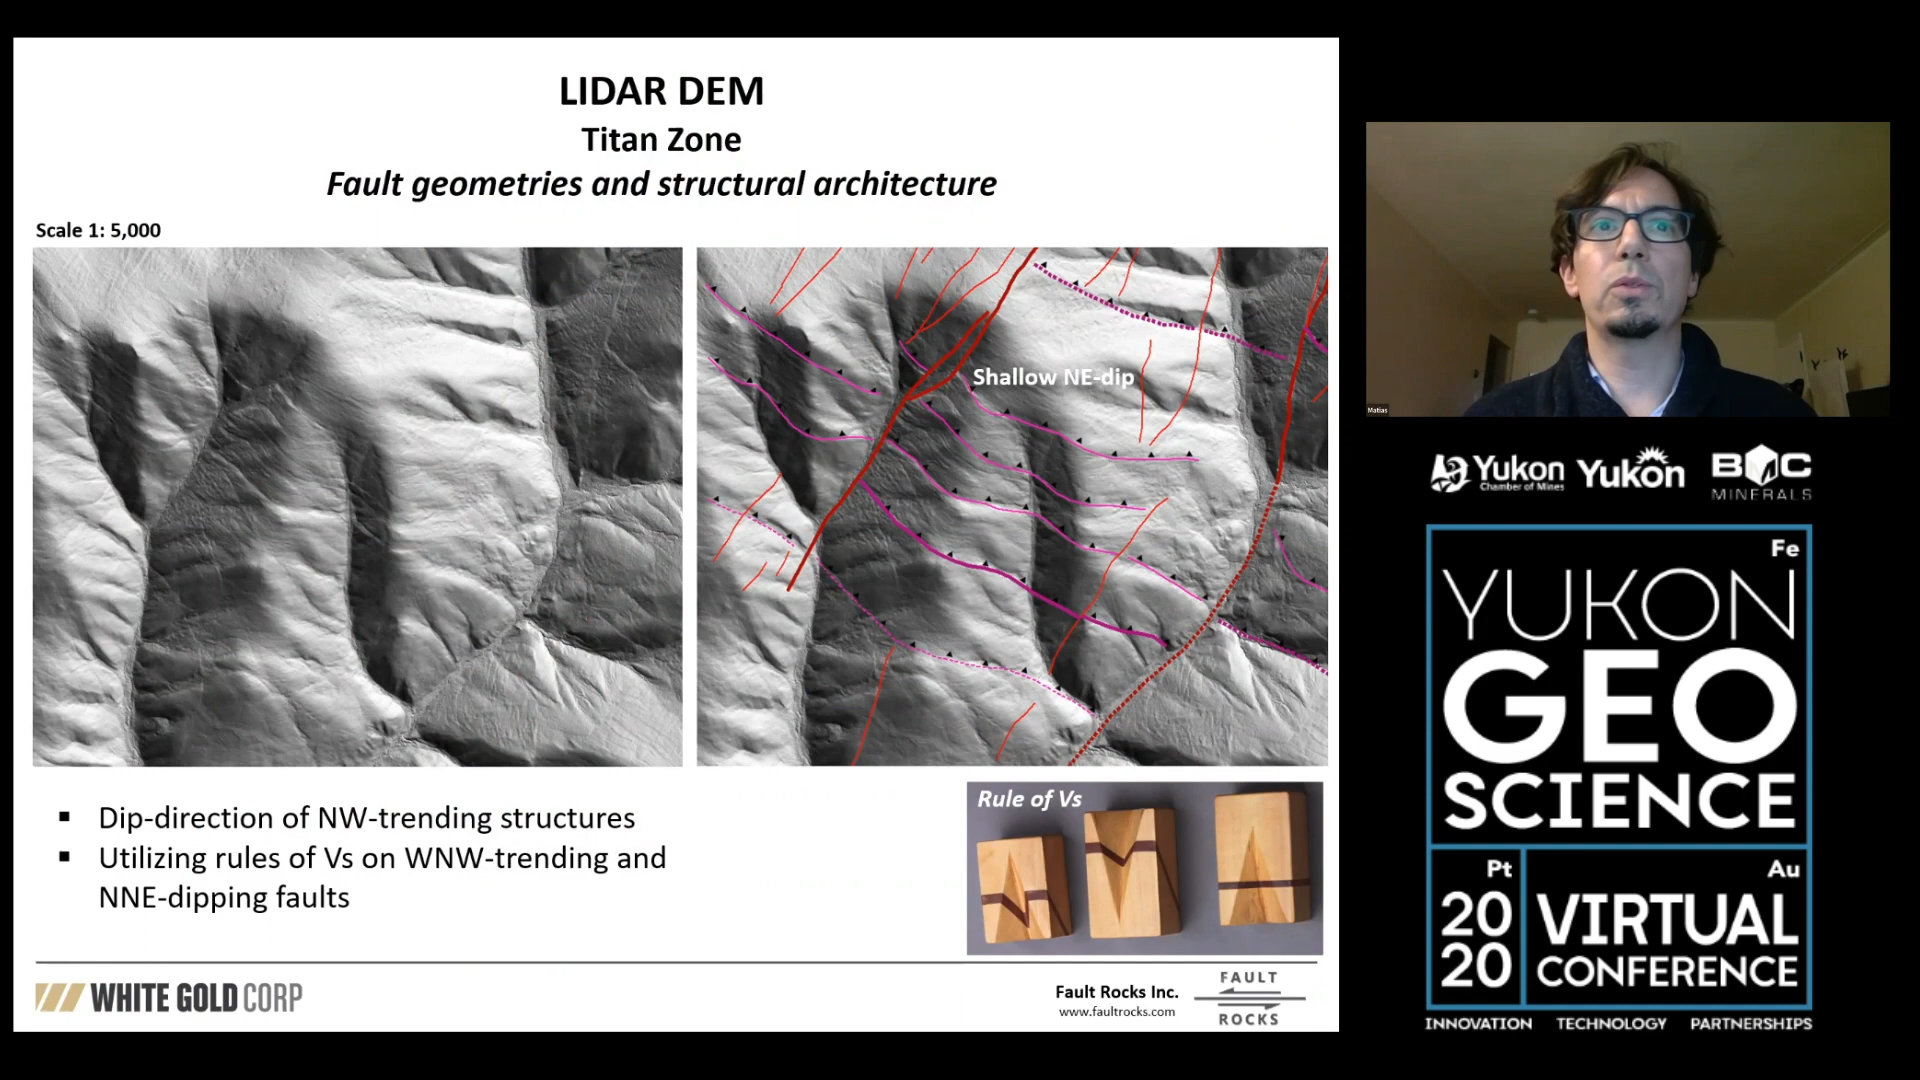 LIDAR DEM
Titan Zone
Fault geometries and structural architecture
Scale 1: 5,000
Shallow NE-dip
▪ Dip-direction of NW-trending structures
▪ Utilizing rules of Vs on WNW-trending and
NNE-dipping faults
Rule of Vs
WHITE GOLD CORP
Fault Rocks Inc.
www.faultrocks.com
FAULT
ROCKS
Matias
Yukon
Chamber of Mines
Yukon
BMC
MINERALS
Fe
YUKON
GEO
SCIENCE
Pt
2020
Au
VIRTUAL
CONFERENCE
INNOVATION TECHNOLOGY PARTNERSHIPS